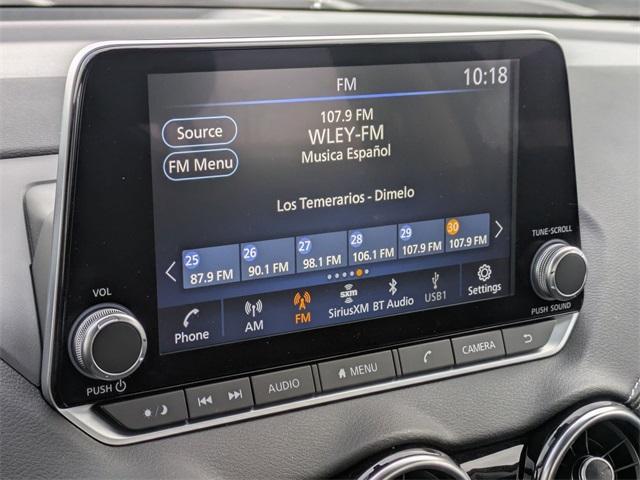 FM
10:18
Source
FM Menu
107.9 FM
WLEY-FM
Musica Español
Los Temerarios - Dimelo
25 26 27 28 29 30
87.9 FM 90.1 FM 98.1 FM 106.1 FM 107.9 FM 107.9 FM
Phone AM FM SiriusXM BT Audio USB1 Settings
sxm
VOL
PUSH
TUNE-SCROLL
PUSH SOUND
AUDIO MENU CAMERA